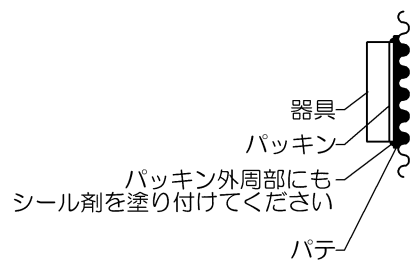 器具
パッキン
パッキン外周部にも
シール剤を塗り付けてください
パテ